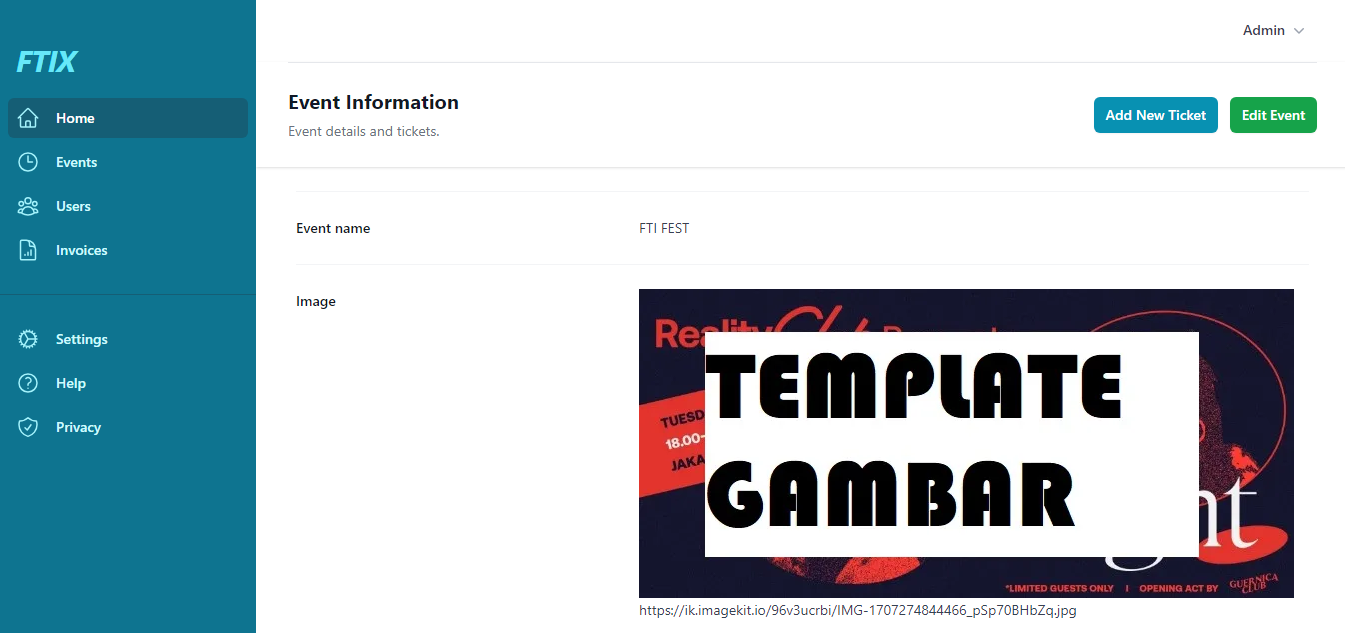 FTIX
Home
Events
Users
Invoices
Settings
Help
Privacy
Admin
Event Information
Event details and tickets.
Add New Ticket
Edit Event
Event name
FTI FEST
Image
TEMPLATE
GAMBAR
18.00-
*LIMITED GUESTS ONLY | OPENING ACT BY GUERNICA
CLUB
https://ik.imagekit.io/96v3ucrbi/IMG-1707274844466_pSp70BHbZq.jpg